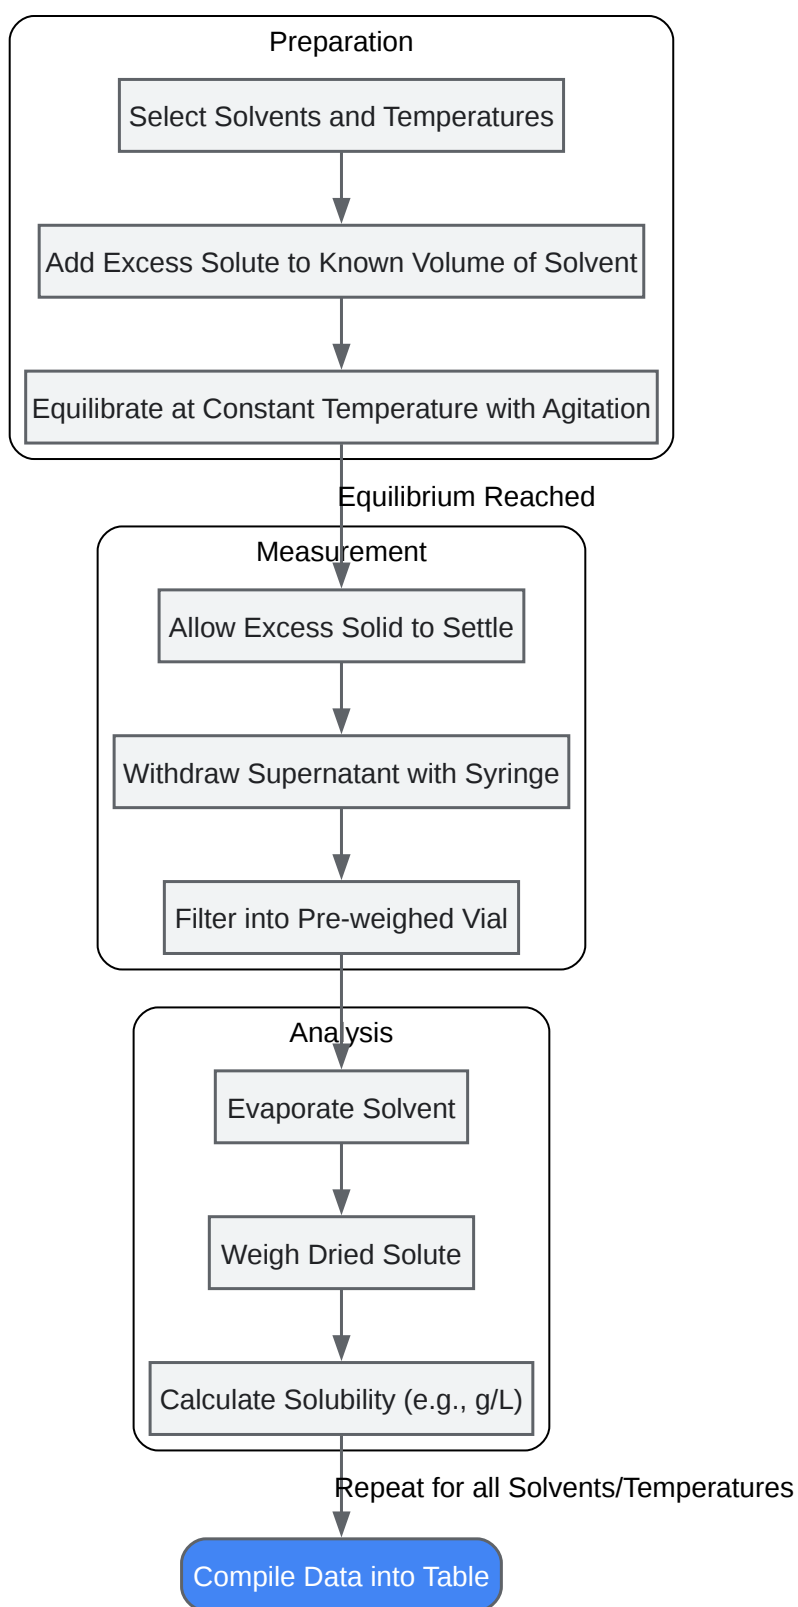 Preparation
Select Solvents and Temperatures
Add Excess Solute to Known Volume of Solvent
Equilibrate at Constant Temperature with Agitation
Equilibrium Reached
Measurement
Allow Excess Solid to Settle
Withdraw Supernatant with Syringe
Filter into Pre-weighed Vial
Analysis
Evaporate Solvent
Weigh Dried Solute
Calculate Solubility (e.g., g/L)
Repeat for all Solvents/Temperatures
Compile Data into Table